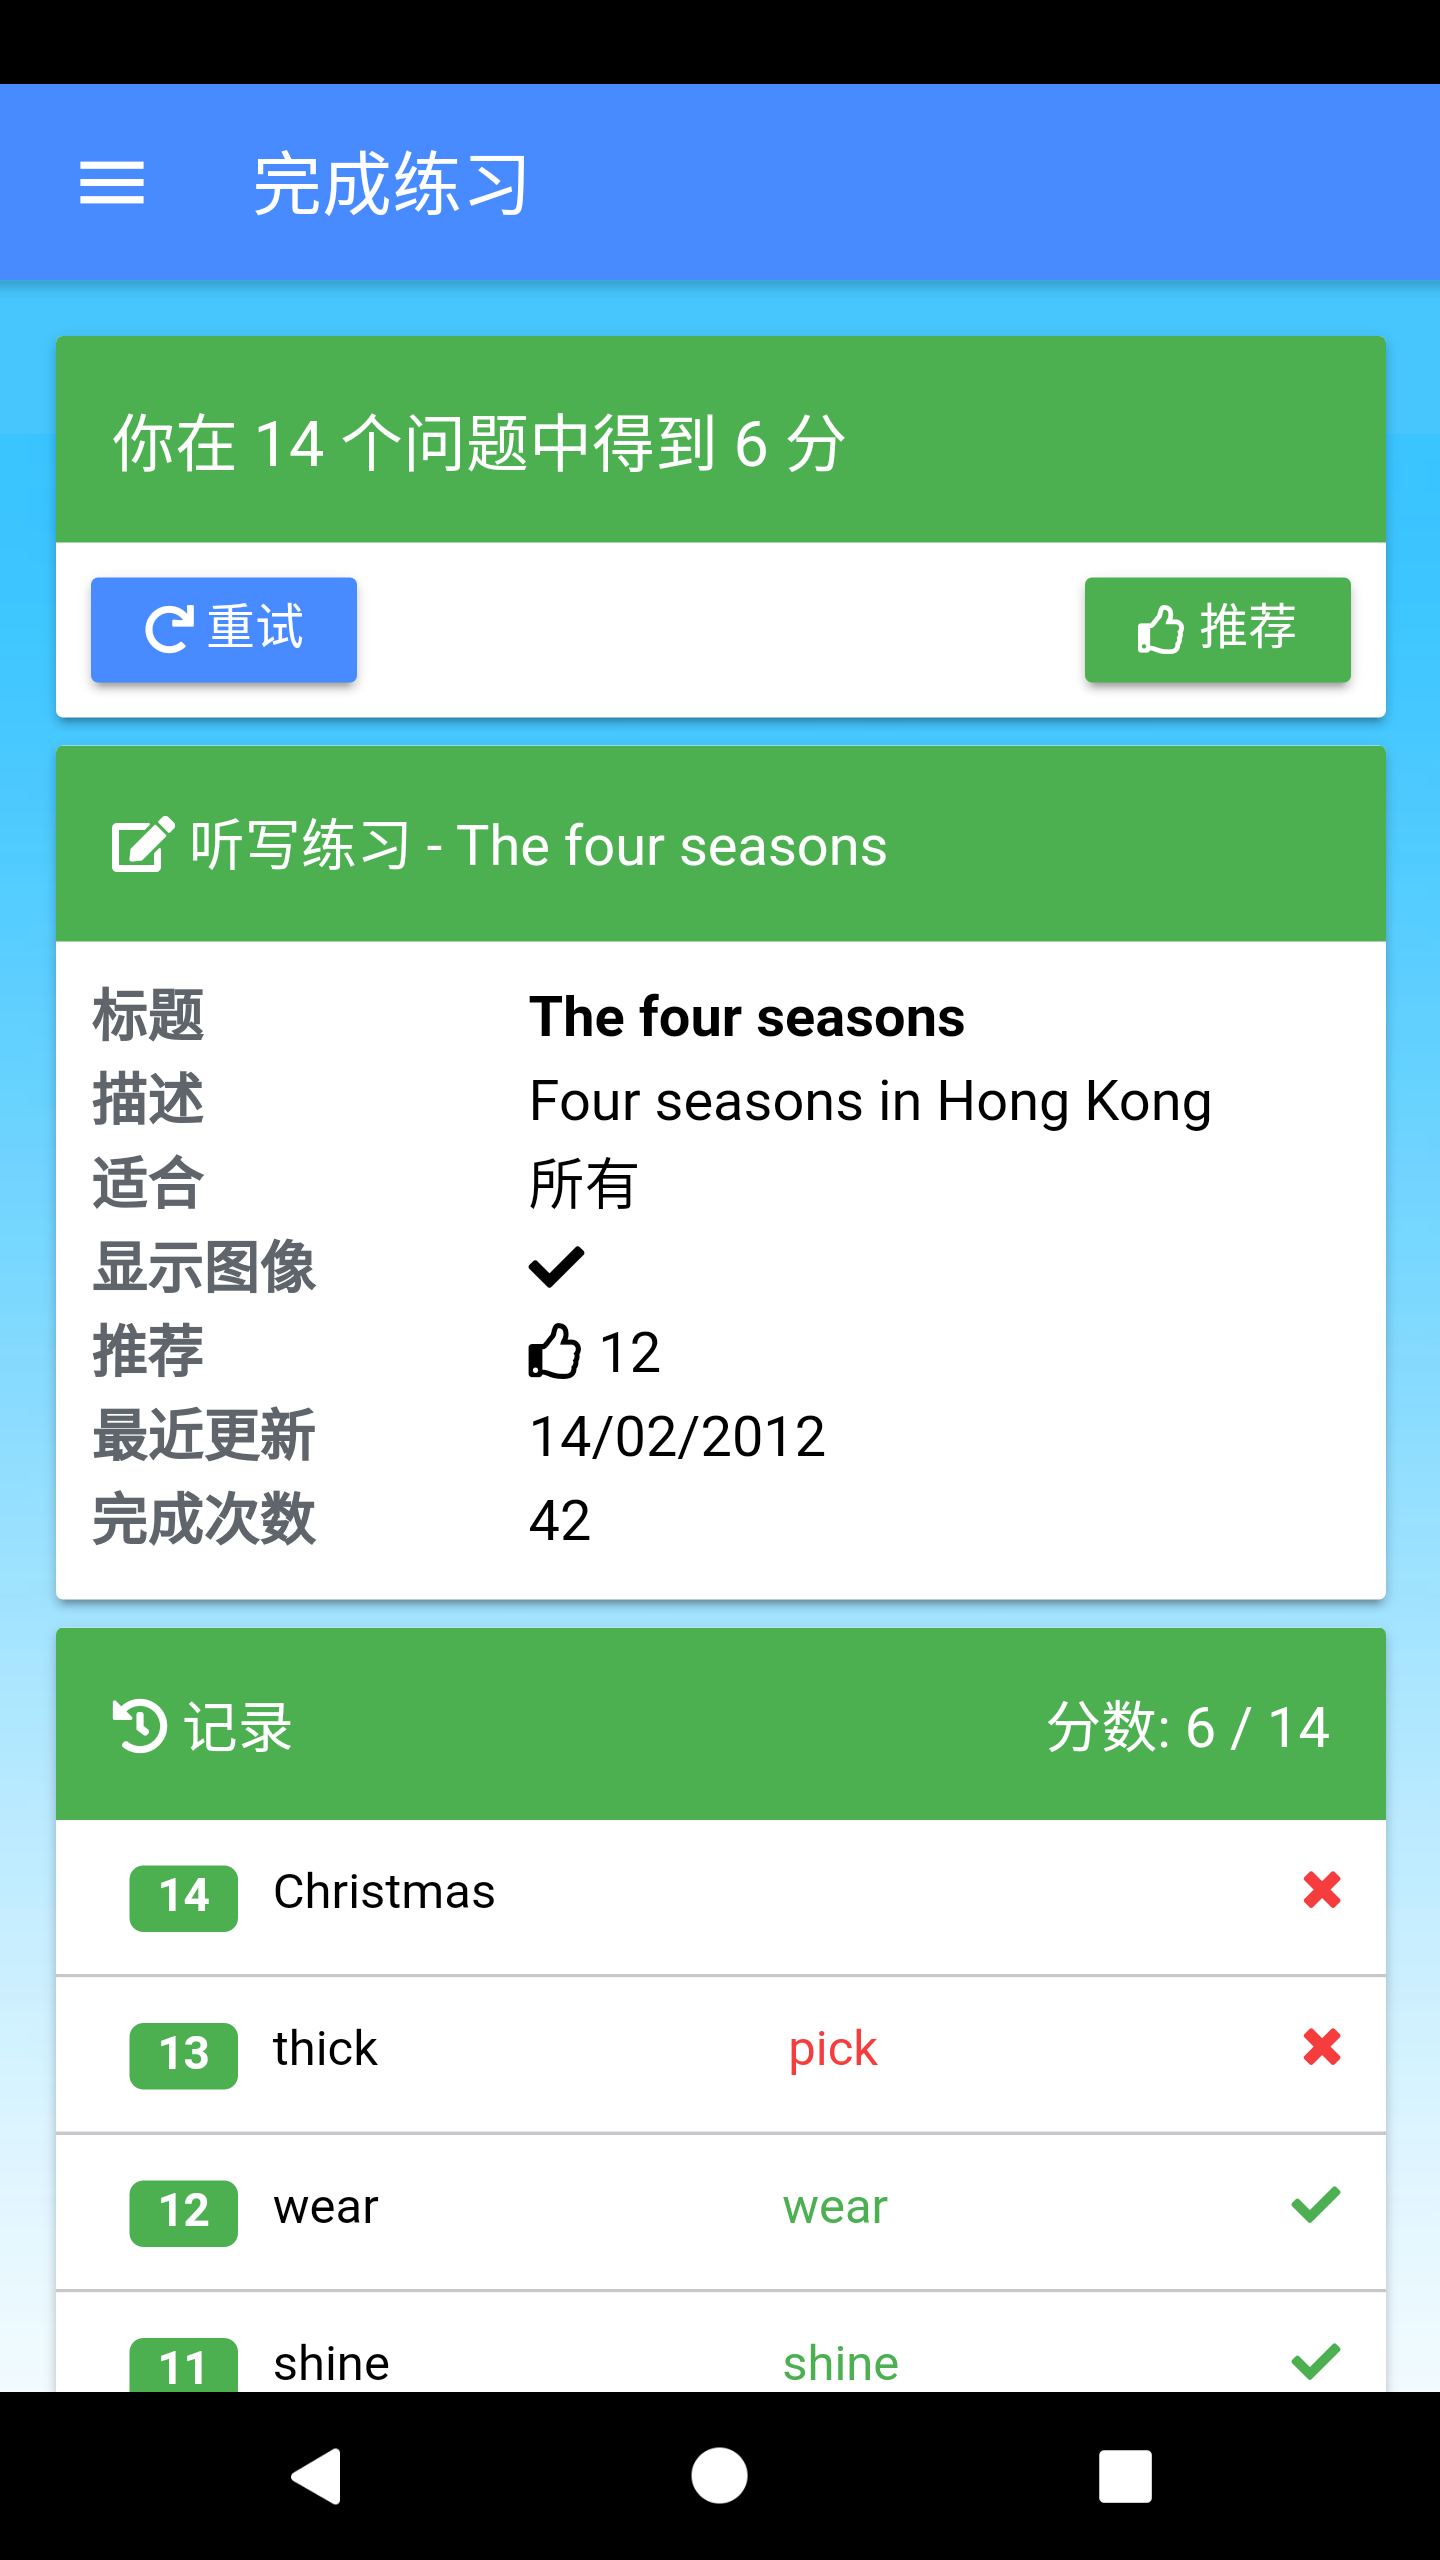 完成练习
你在 14 个问题中得到 6 分
重试 推荐
听写练习 - The four seasons
标题 The four seasons
描述 Four seasons in Hong Kong
适合 所有
显示图像
推荐 12
最近更新 14/02/2012
完成次数 42
记录 分数: 6 / 14
14 Christmas
13 thick pick
12 wear wear
11 shine shine